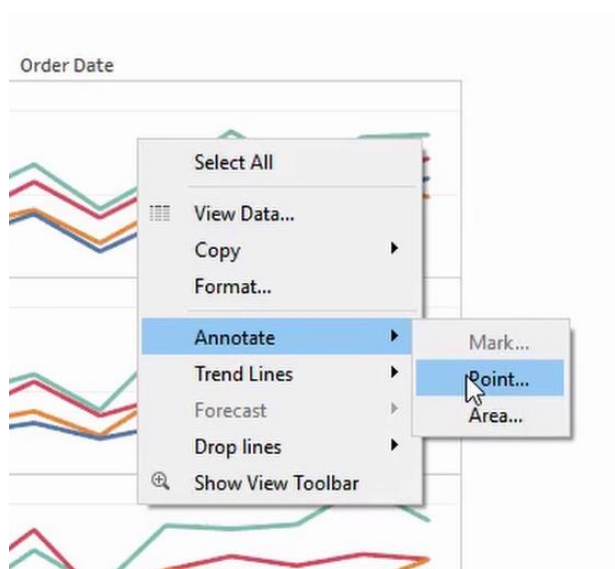 Order Date
Select All
View Data...
Copy
Format...
Annotate
Mark...
Trend Lines
Point...
Forecast
Area...
Drop lines
Show View Toolbar